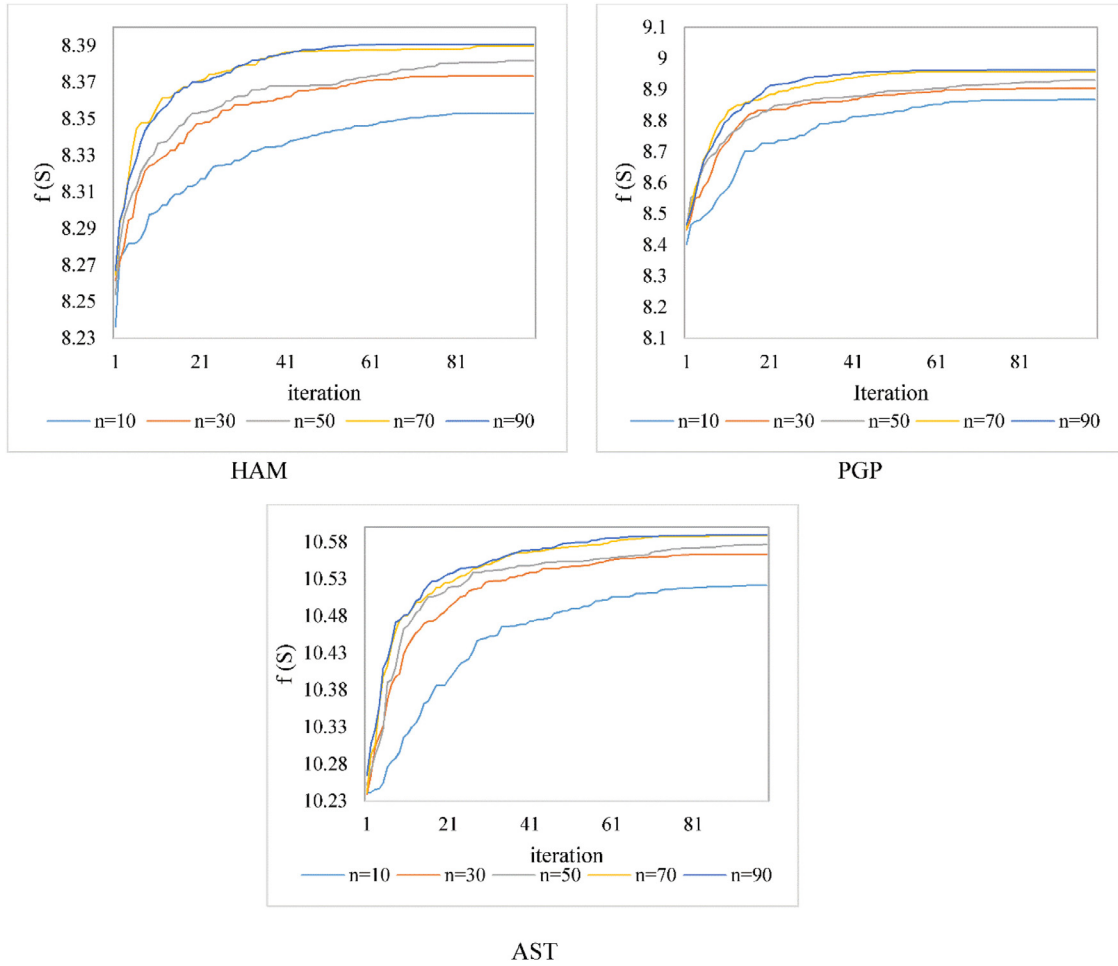 8.39
8.37
8.35
8.33
8.31
8.29
8.27
8.25
8.23
f (S)
1 21 41 61 81
iteration
n=10 n=30 n=50 n=70 n=90
HAM
9.1
9
8.9
8.8
8.7
8.6
8.5
8.4
8.3
8.2
8.1
f (S)
1 21 41 61 81
Iteration
n=10 n=30 n=50 n=70 n=90
PGP
10.58
10.53
10.48
10.43
10.38
10.33
10.28
10.23
f (S)
1 21 41 61 81
iteration
n=10 n=30 n=50 n=70 n=90
AST